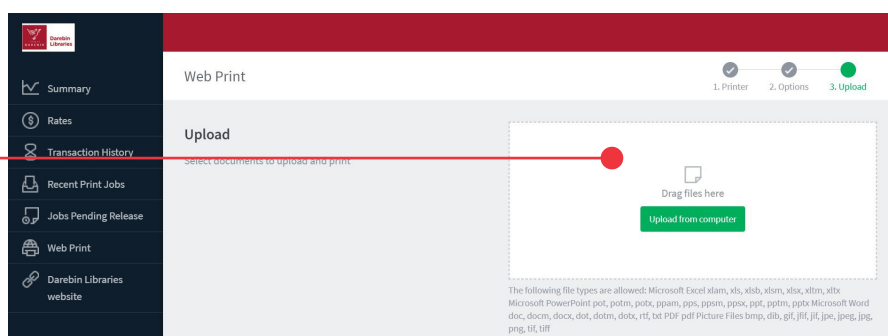 DAREBIN
Darebin
Libraries
Summary
Rates
Transaction History
Recent Print Jobs
Jobs Pending Release
Web Print
Darebin Libraries
website
Web Print
1. Printer
2. Options
3. Upload
Upload
Select documents to upload and print
Drag files here
Upload from computer
The following file types are allowed: Microsoft Excel xlam, xls, xlsb, xlsm, xlsx, xltm, xltx
Microsoft PowerPoint pot, potm, potx, ppam, pps, ppsm, ppsx, ppt, pptm, pptx Microsoft Word
doc, docm, docx, dot, dotm, dotx, rtf, txt PDF pdf Picture Files bmp, dib, gif, jfif, jif, jpe, jpeg, jpg,
png, tif, tiff